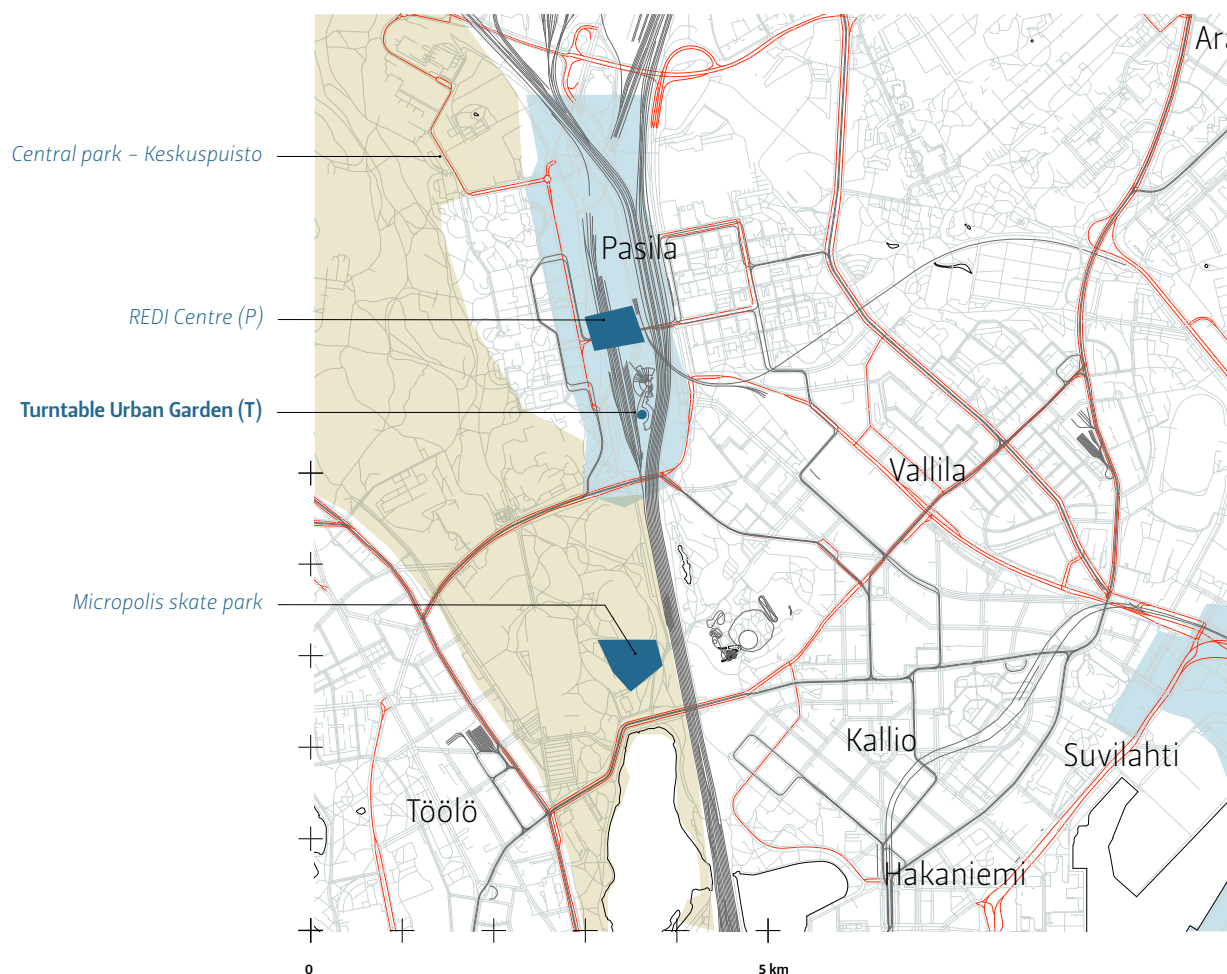 Ara
Central park – Keskuspuisto
Pasila
REDI Centre (P)
Turntable Urban Garden (T)
Vallila
Micropolis skate park
Kallio
Suvilahti
Töölö
Hakaniemi
0
5 km